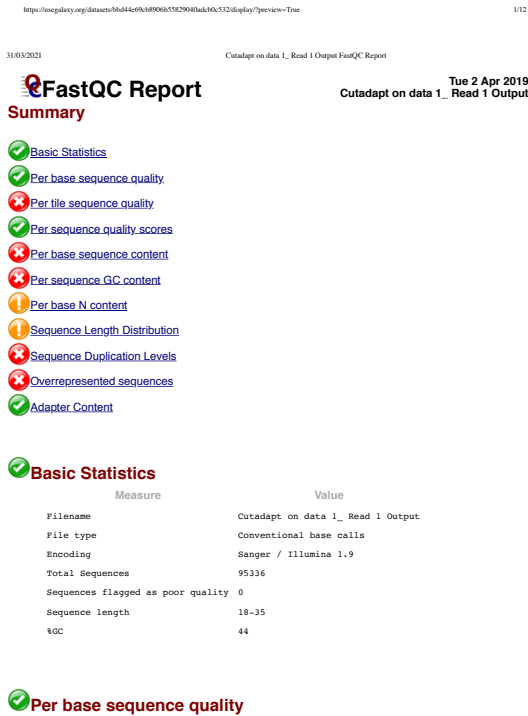 https://usegalaxy.org/datasets/bbd44e69cb8906b55829040adcb0c532/display/?preview=True 1/12
31/03/2021 Cutadapt on data 1_ Read 1 Output FastQC Report
FastQC Report
Tue 2 Apr 2019
Cutadapt on data 1_ Read 1 Output
Summary
Basic Statistics
Per base sequence quality
Per tile sequence quality
Per sequence quality scores
Per base sequence content
Per sequence GC content
Per base N content
Sequence Length Distribution
Sequence Duplication Levels
Overrepresented sequences
Adapter Content
Basic Statistics
Measure Value
Filename Cutadapt on data 1_ Read 1 Output
File type Conventional base calls
Encoding Sanger / Illumina 1.9
Total Sequences 95336
Sequences flagged as poor quality 0
Sequence length 18-35
%GC 44
Per base sequence quality